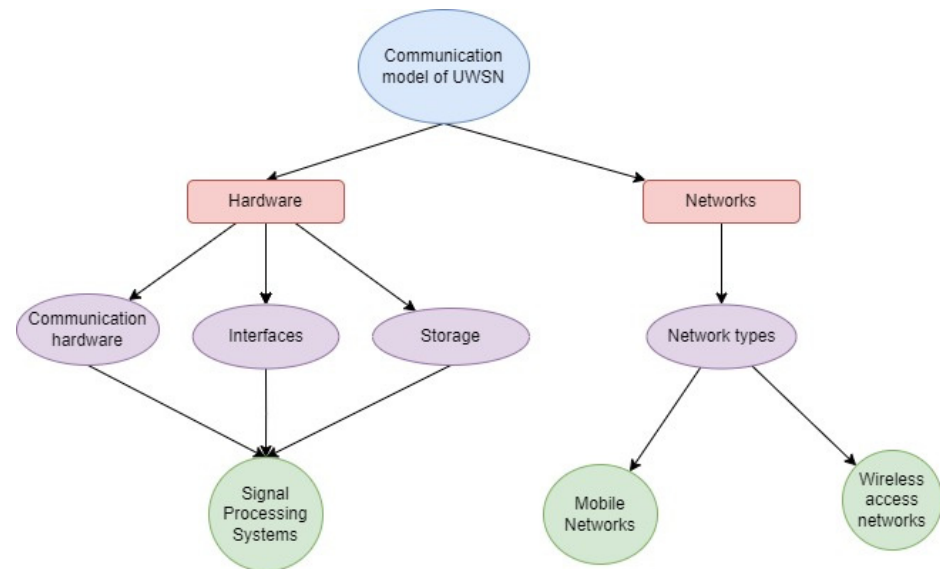 Communication
model of UWSN
Hardware
Networks
Communication
hardware
Interfaces
Storage
Network types
Signal
Processing
Systems
Mobile
Networks
Wireless
access
networks